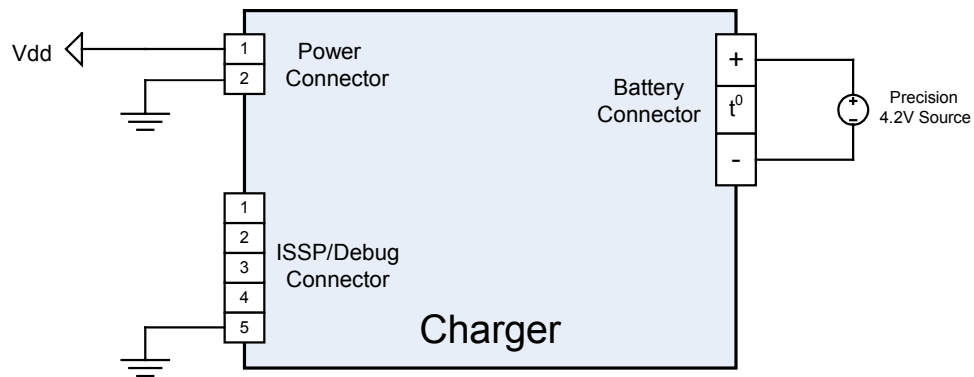 Vdd
1
2
Power
Connector
Battery
Connector
+
t⁰
-
+
−
Precision
4.2V Source
1
2
3
4
5
ISSP/Debug
Connector
Charger